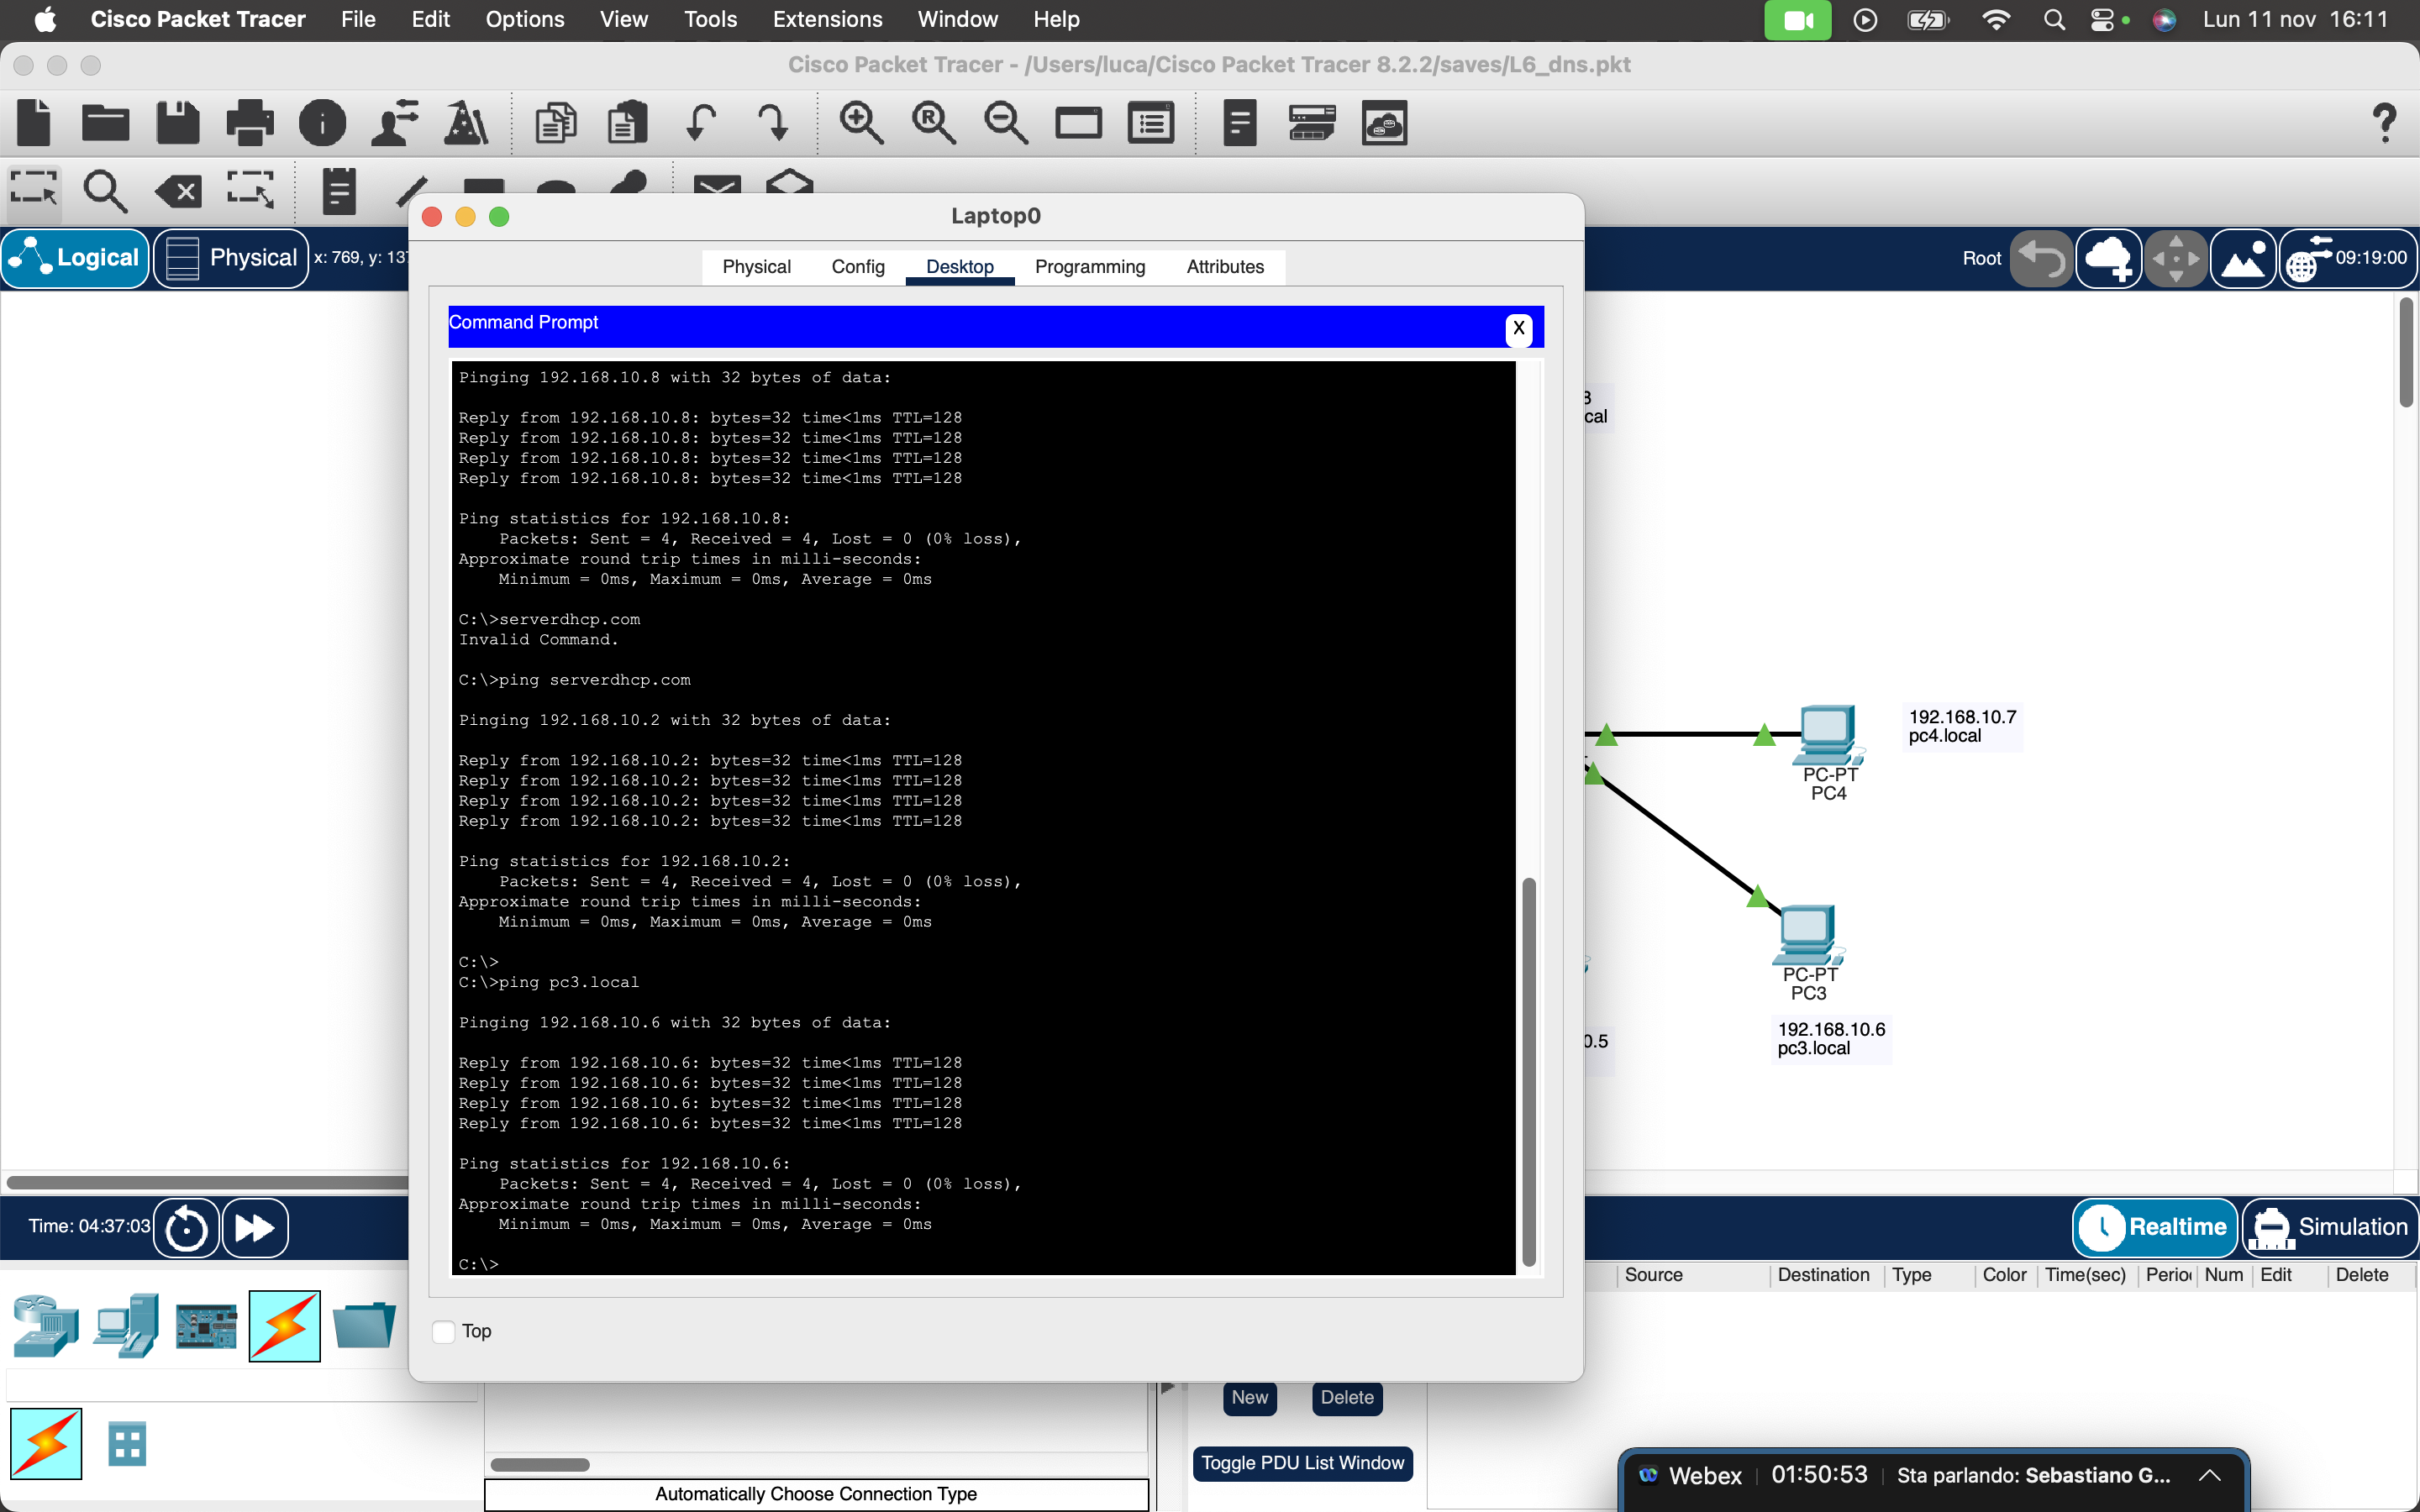 Cisco Packet Tracer File Edit Options View Tools Extensions Window Help Lun 11 nov 16:11
Cisco Packet Tracer - /Users/luca/Cisco Packet Tracer 8.2.2/saves/L6_dns.pkt
Laptop0
Logical Physical x: 769, y: 137 Root 09:19:00
Physical Config Desktop Programming Attributes
Command Prompt X
Pinging 192.168.10.8 with 32 bytes of data:
Reply from 192.168.10.8: bytes=32 time<1ms TTL=128
Reply from 192.168.10.8: bytes=32 time<1ms TTL=128
Reply from 192.168.10.8: bytes=32 time<1ms TTL=128
Reply from 192.168.10.8: bytes=32 time<1ms TTL=128
Ping statistics for 192.168.10.8:
Packets: Sent = 4, Received = 4, Lost = 0 (0% loss),
Approximate round trip times in milli-seconds:
Minimum = 0ms, Maximum = 0ms, Average = 0ms
C:\>serverdhcp.com
Invalid Command.
C:\>ping serverdhcp.com
Pinging 192.168.10.2 with 32 bytes of data:
Reply from 192.168.10.2: bytes=32 time<1ms TTL=128
Reply from 192.168.10.2: bytes=32 time<1ms TTL=128
Reply from 192.168.10.2: bytes=32 time<1ms TTL=128
Reply from 192.168.10.2: bytes=32 time<1ms TTL=128
Ping statistics for 192.168.10.2:
Packets: Sent = 4, Received = 4, Lost = 0 (0% loss),
Approximate round trip times in milli-seconds:
Minimum = 0ms, Maximum = 0ms, Average = 0ms
C:\>
C:\>ping pc3.local
Pinging 192.168.10.6 with 32 bytes of data:
Reply from 192.168.10.6: bytes=32 time<1ms TTL=128
Reply from 192.168.10.6: bytes=32 time<1ms TTL=128
Reply from 192.168.10.6: bytes=32 time<1ms TTL=128
Reply from 192.168.10.6: bytes=32 time<1ms TTL=128
Ping statistics for 192.168.10.6:
Packets: Sent = 4, Received = 4, Lost = 0 (0% loss),
Approximate round trip times in milli-seconds:
Minimum = 0ms, Maximum = 0ms, Average = 0ms
C:\>
Top
cal
192.168.10.7
pc4.local
PC-PT
PC4
PC-PT
PC3
192.168.10.6
pc3.local
0.5
Time: 04:37:03 Realtime Simulation
Source Destination Type Color Time(sec) Perio Num Edit Delete
New Delete
Toggle PDU List Window
Automatically Choose Connection Type
Webex 01:50:53 Sta parlando: Sebastiano G...